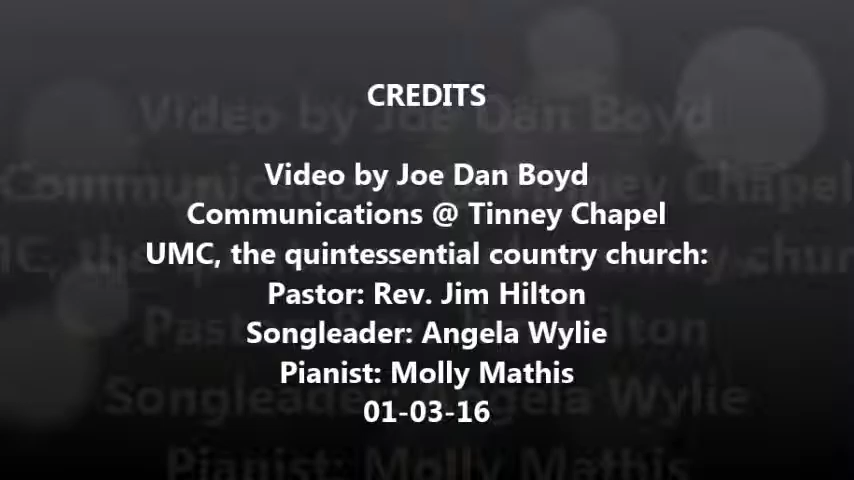 CREDITS
Video by Joe Dan Boyd
Communications @ Tinney Chapel
UMC, the quintessential country church:
Pastor: Rev. Jim Hilton
Songleader: Angela Wylie
Pianist: Molly Mathis
01-03-16